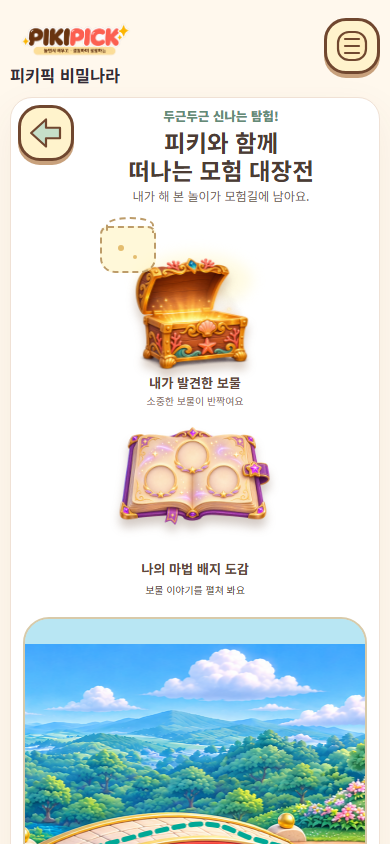 PIKIPICK
피키픽 비밀나라
두근두근 신나는 탐험!
피키와 함께
떠나는 모험 대장전
내가 해 본 놀이가 모험길에 남아요.
내가 발견한 보물
소중한 보물이 반짝여요
나의 마법 배지 도감
보물 이야기를 펼쳐 봐요